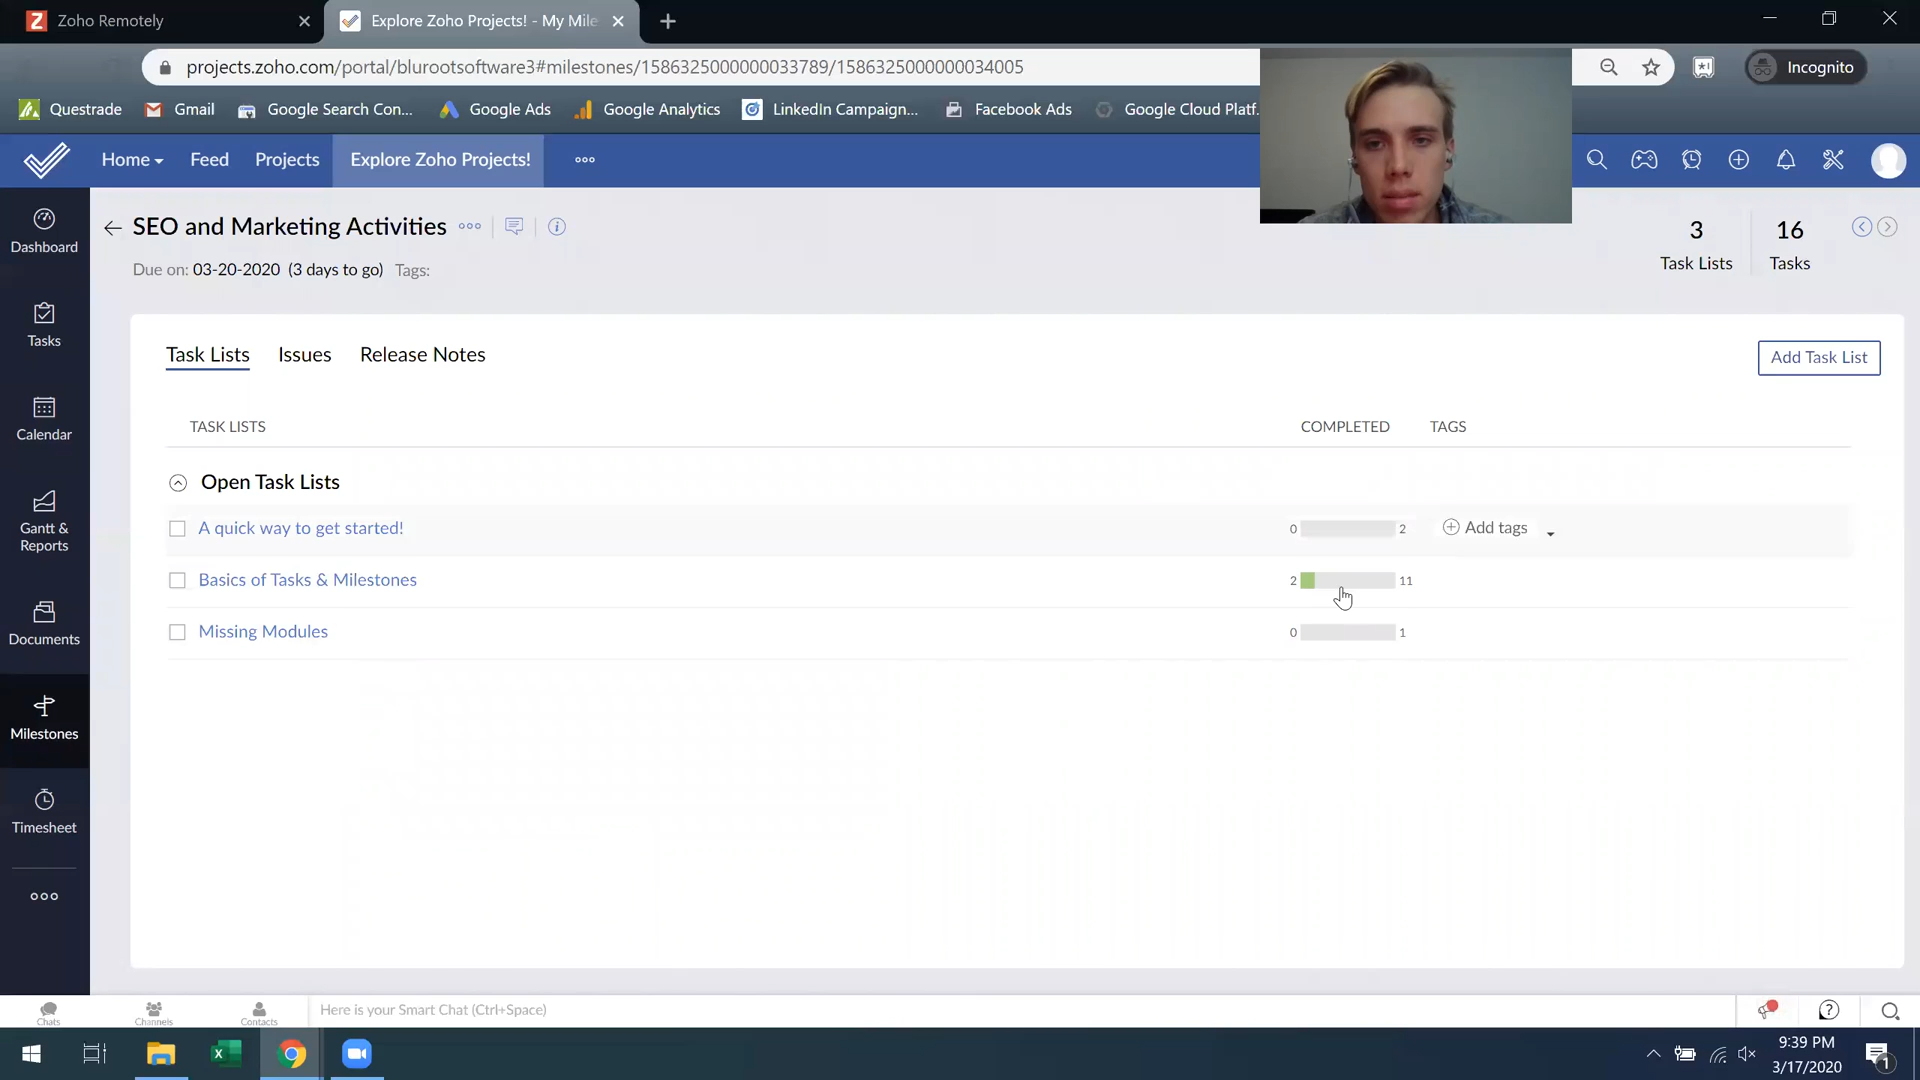 Zoho Remotely
Explore Zoho Projects! - My Mile
projects.zoho.com/portal/blurootsoftware3#milestones/1586325000000033789/1586325000000034005
Incognito
Questrade
Gmail
Google Search Con...
Google Ads
Google Analytics
LinkedIn Campaign...
Facebook Ads
Google Cloud Platf.
Home
Feed
Projects
Explore Zoho Projects!
Dashboard
Tasks
Calendar
Gantt &
Reports
Documents
Milestones
Timesheet
SEO and Marketing Activities
Due on: 03-20-2020 (3 days to go) Tags:
3
Task Lists
16
Tasks
Task Lists
Issues
Release Notes
Add Task List
TASK LISTS
COMPLETED
TAGS
Open Task Lists
A quick way to get started!
0 2
Add tags
Basics of Tasks & Milestones
2 11
Missing Modules
0 1
Chats
Channels
Contacts
Here is your Smart Chat (Ctrl+Space)
9:39 PM
3/17/2020
1